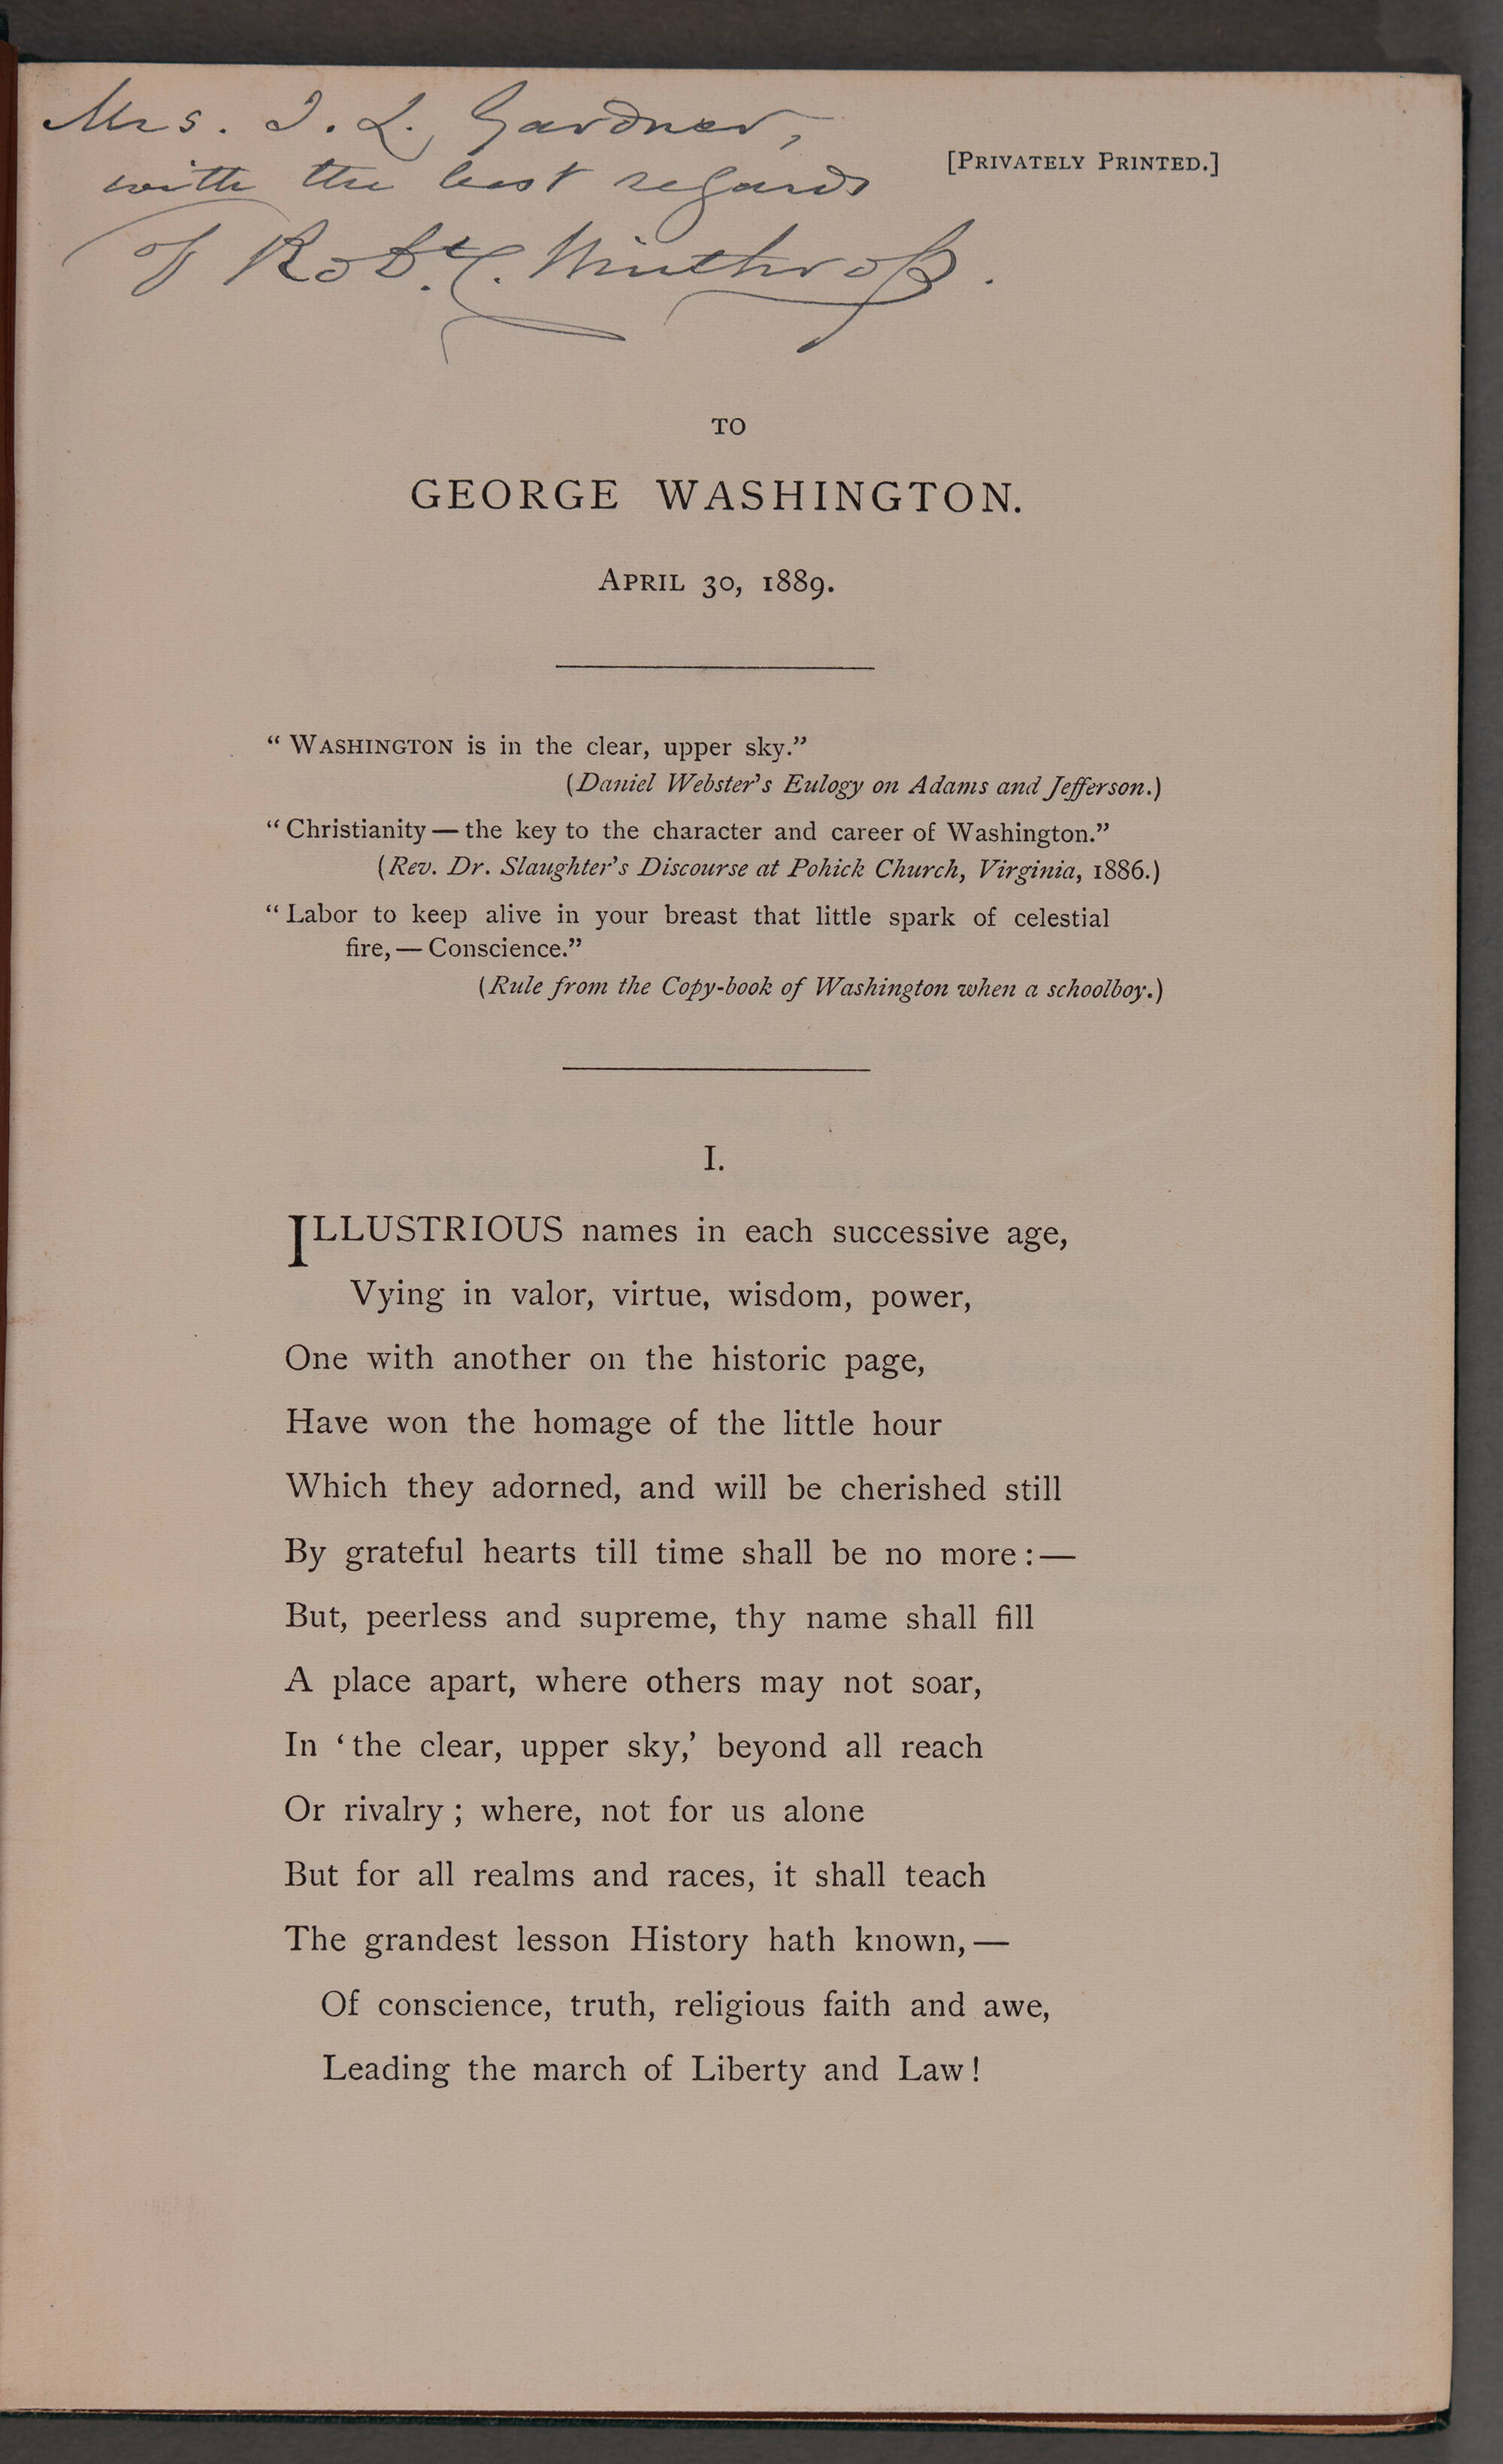 Mrs. J. L. Gardner,
with the best regards
of Robt. C. Winthrop.
[PRIVATELY PRINTED.]
TO
GEORGE WASHINGTON.
APRIL 30, 1889.
“ WASHINGTON is in the clear, upper sky.”
(Daniel Webster’s Eulogy on Adams and Jefferson.)
“ Christianity — the key to the character and career of Washington.”
(Rev. Dr. Slaughter’s Discourse at Pohick Church, Virginia, 1886.)
“ Labor to keep alive in your breast that little spark of celestial
fire, — Conscience.”
(Rule from the Copy-book of Washington when a schoolboy.)
I.
ILLUSTRIOUS names in each successive age,
Vying in valor, virtue, wisdom, power,
One with another on the historic page,
Have won the homage of the little hour
Which they adorned, and will be cherished still
By grateful hearts till time shall be no more : —
But, peerless and supreme, thy name shall fill
A place apart, where others may not soar,
In ‘ the clear, upper sky,’ beyond all reach
Or rivalry ; where, not for us alone
But for all realms and races, it shall teach
The grandest lesson History hath known, —
Of conscience, truth, religious faith and awe,
Leading the march of Liberty and Law !